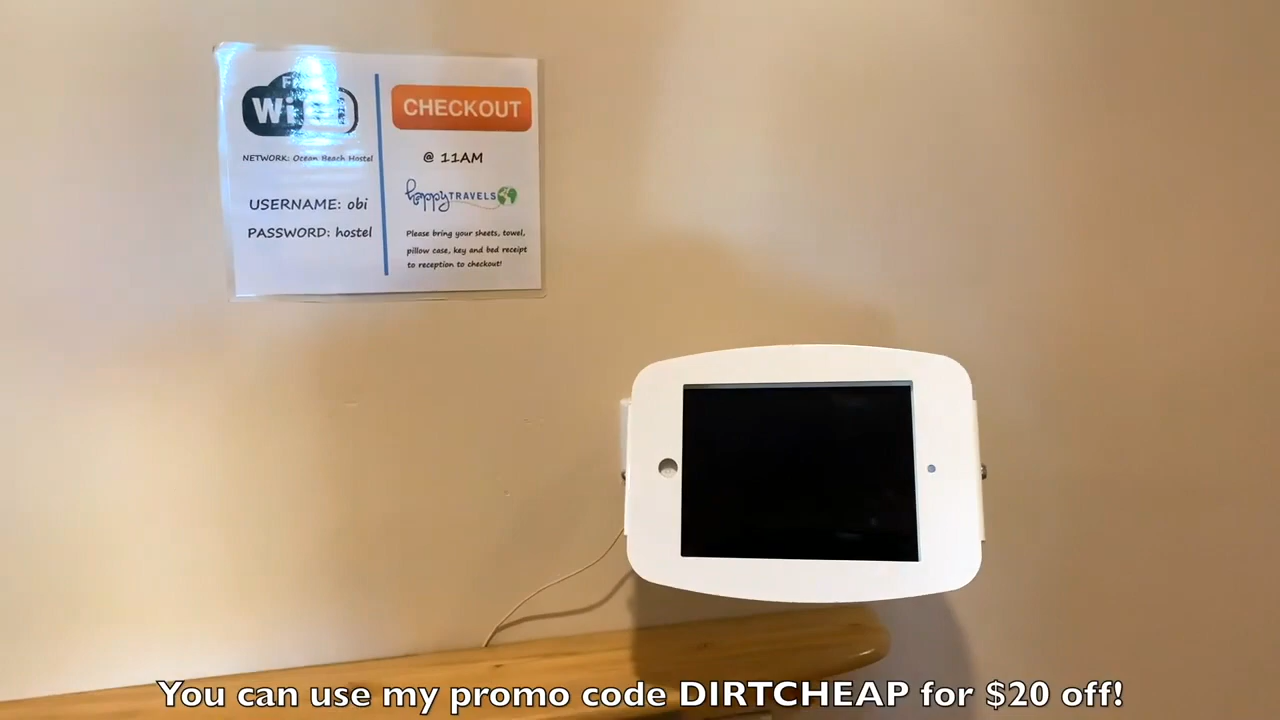 Wi
NETWORK: Ocean Beach Hostel
USERNAME: obi
PASSWORD: hostel
CHECKOUT
@ 11AM
happy TRAVELS
Please bring your sheets, towel,
pillow case, key and bed receipt
to reception to checkout!
You can use my promo code DIRTCHEAP for $20 off!